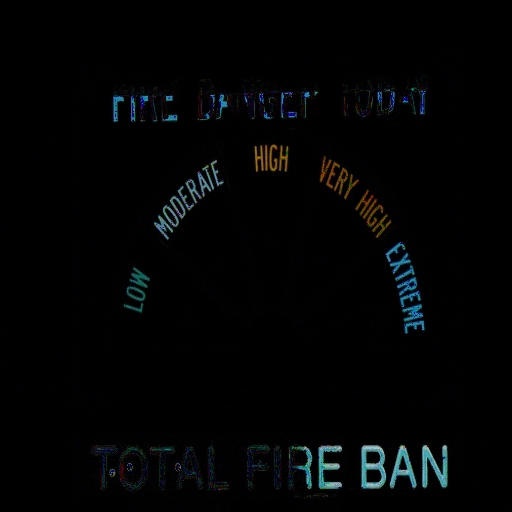 FIRE DANGER TODAY
LOW
MODERATE
HIGH
VERY HIGH
EXTREME
TOTAL FIRE BAN